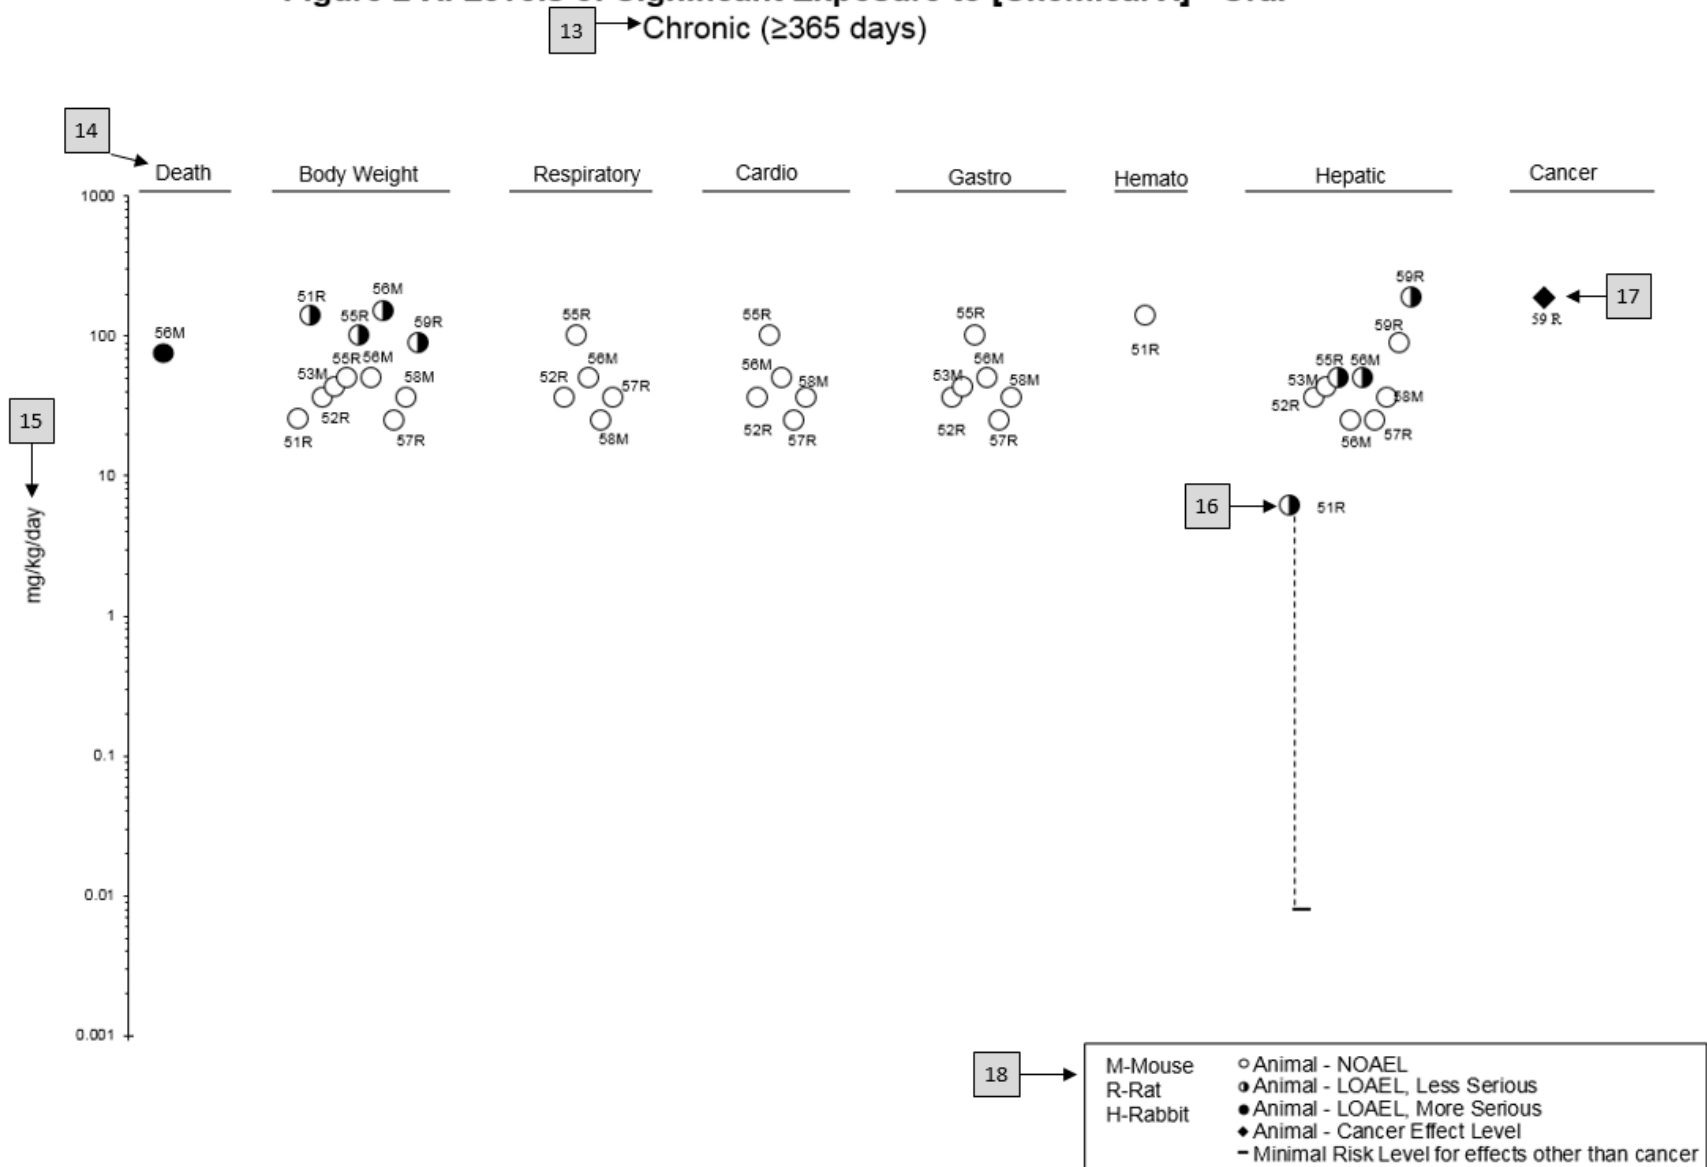 13
Chronic (≥365 days)
14
Death
Body Weight
Respiratory
Cardio
Gastro
Hemato
Hepatic
Cancer
1000
100
10
1
0.1
0.01
0.001
15
mg/kg/day
56M
51R
56M
55R
59R
55R
56M
53M
58M
52R
51R
57R
55R
56M
52R
57R
58M
55R
56M
58M
52R
57R
55R
56M
53M
58M
52R
57R
51R
59R
59R
55R
56M
53M
58M
52R
56M
57R
16
51R
17
59 R
18
M-Mouse
R-Rat
H-Rabbit
Animal - NOAEL
Animal - LOAEL, Less Serious
Animal - LOAEL, More Serious
Animal - Cancer Effect Level
Minimal Risk Level for effects other than cancer